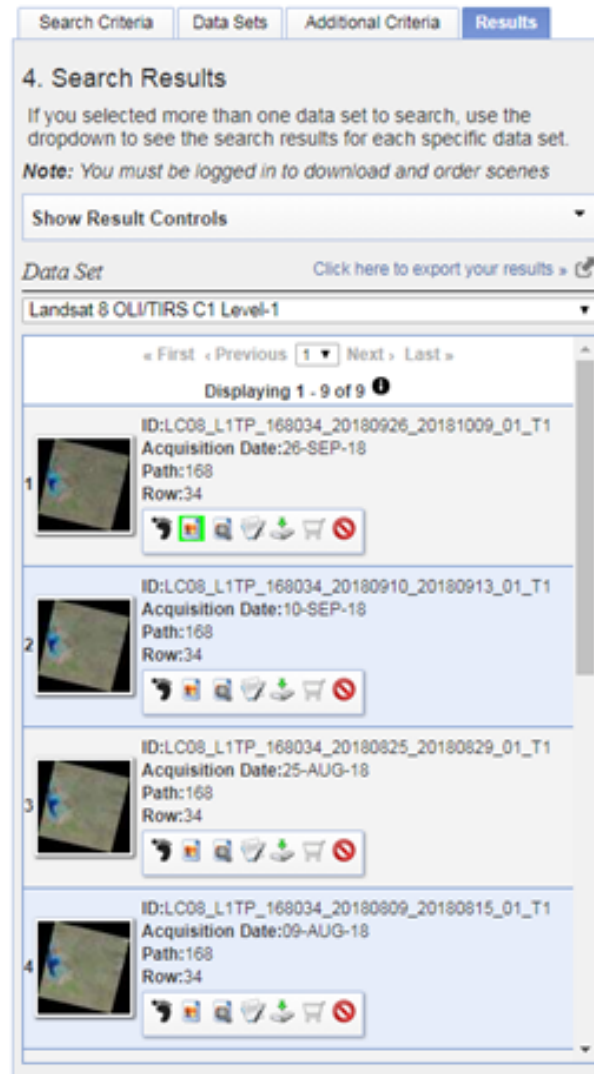 Search Criteria Data Sets Additional Criteria Results
4. Search Results
If you selected more than one data set to search, use the
dropdown to see the search results for each specific data set.
Note: You must be logged in to download and order scenes
Show Result Controls
Data Set Click here to export your results »
Landsat 8 OLI/TIRS C1 Level-1
« First ‹ Previous 1 Next › Last »
Displaying 1 - 9 of 9
1
ID:LC08_L1TP_168034_20180926_20181009_01_T1
Acquisition Date:26-SEP-18
Path:168
Row:34
2
ID:LC08_L1TP_168034_20180910_20180913_01_T1
Acquisition Date:10-SEP-18
Path:168
Row:34
3
ID:LC08_L1TP_168034_20180825_20180829_01_T1
Acquisition Date:25-AUG-18
Path:168
Row:34
4
ID:LC08_L1TP_168034_20180809_20180815_01_T1
Acquisition Date:09-AUG-18
Path:168
Row:34